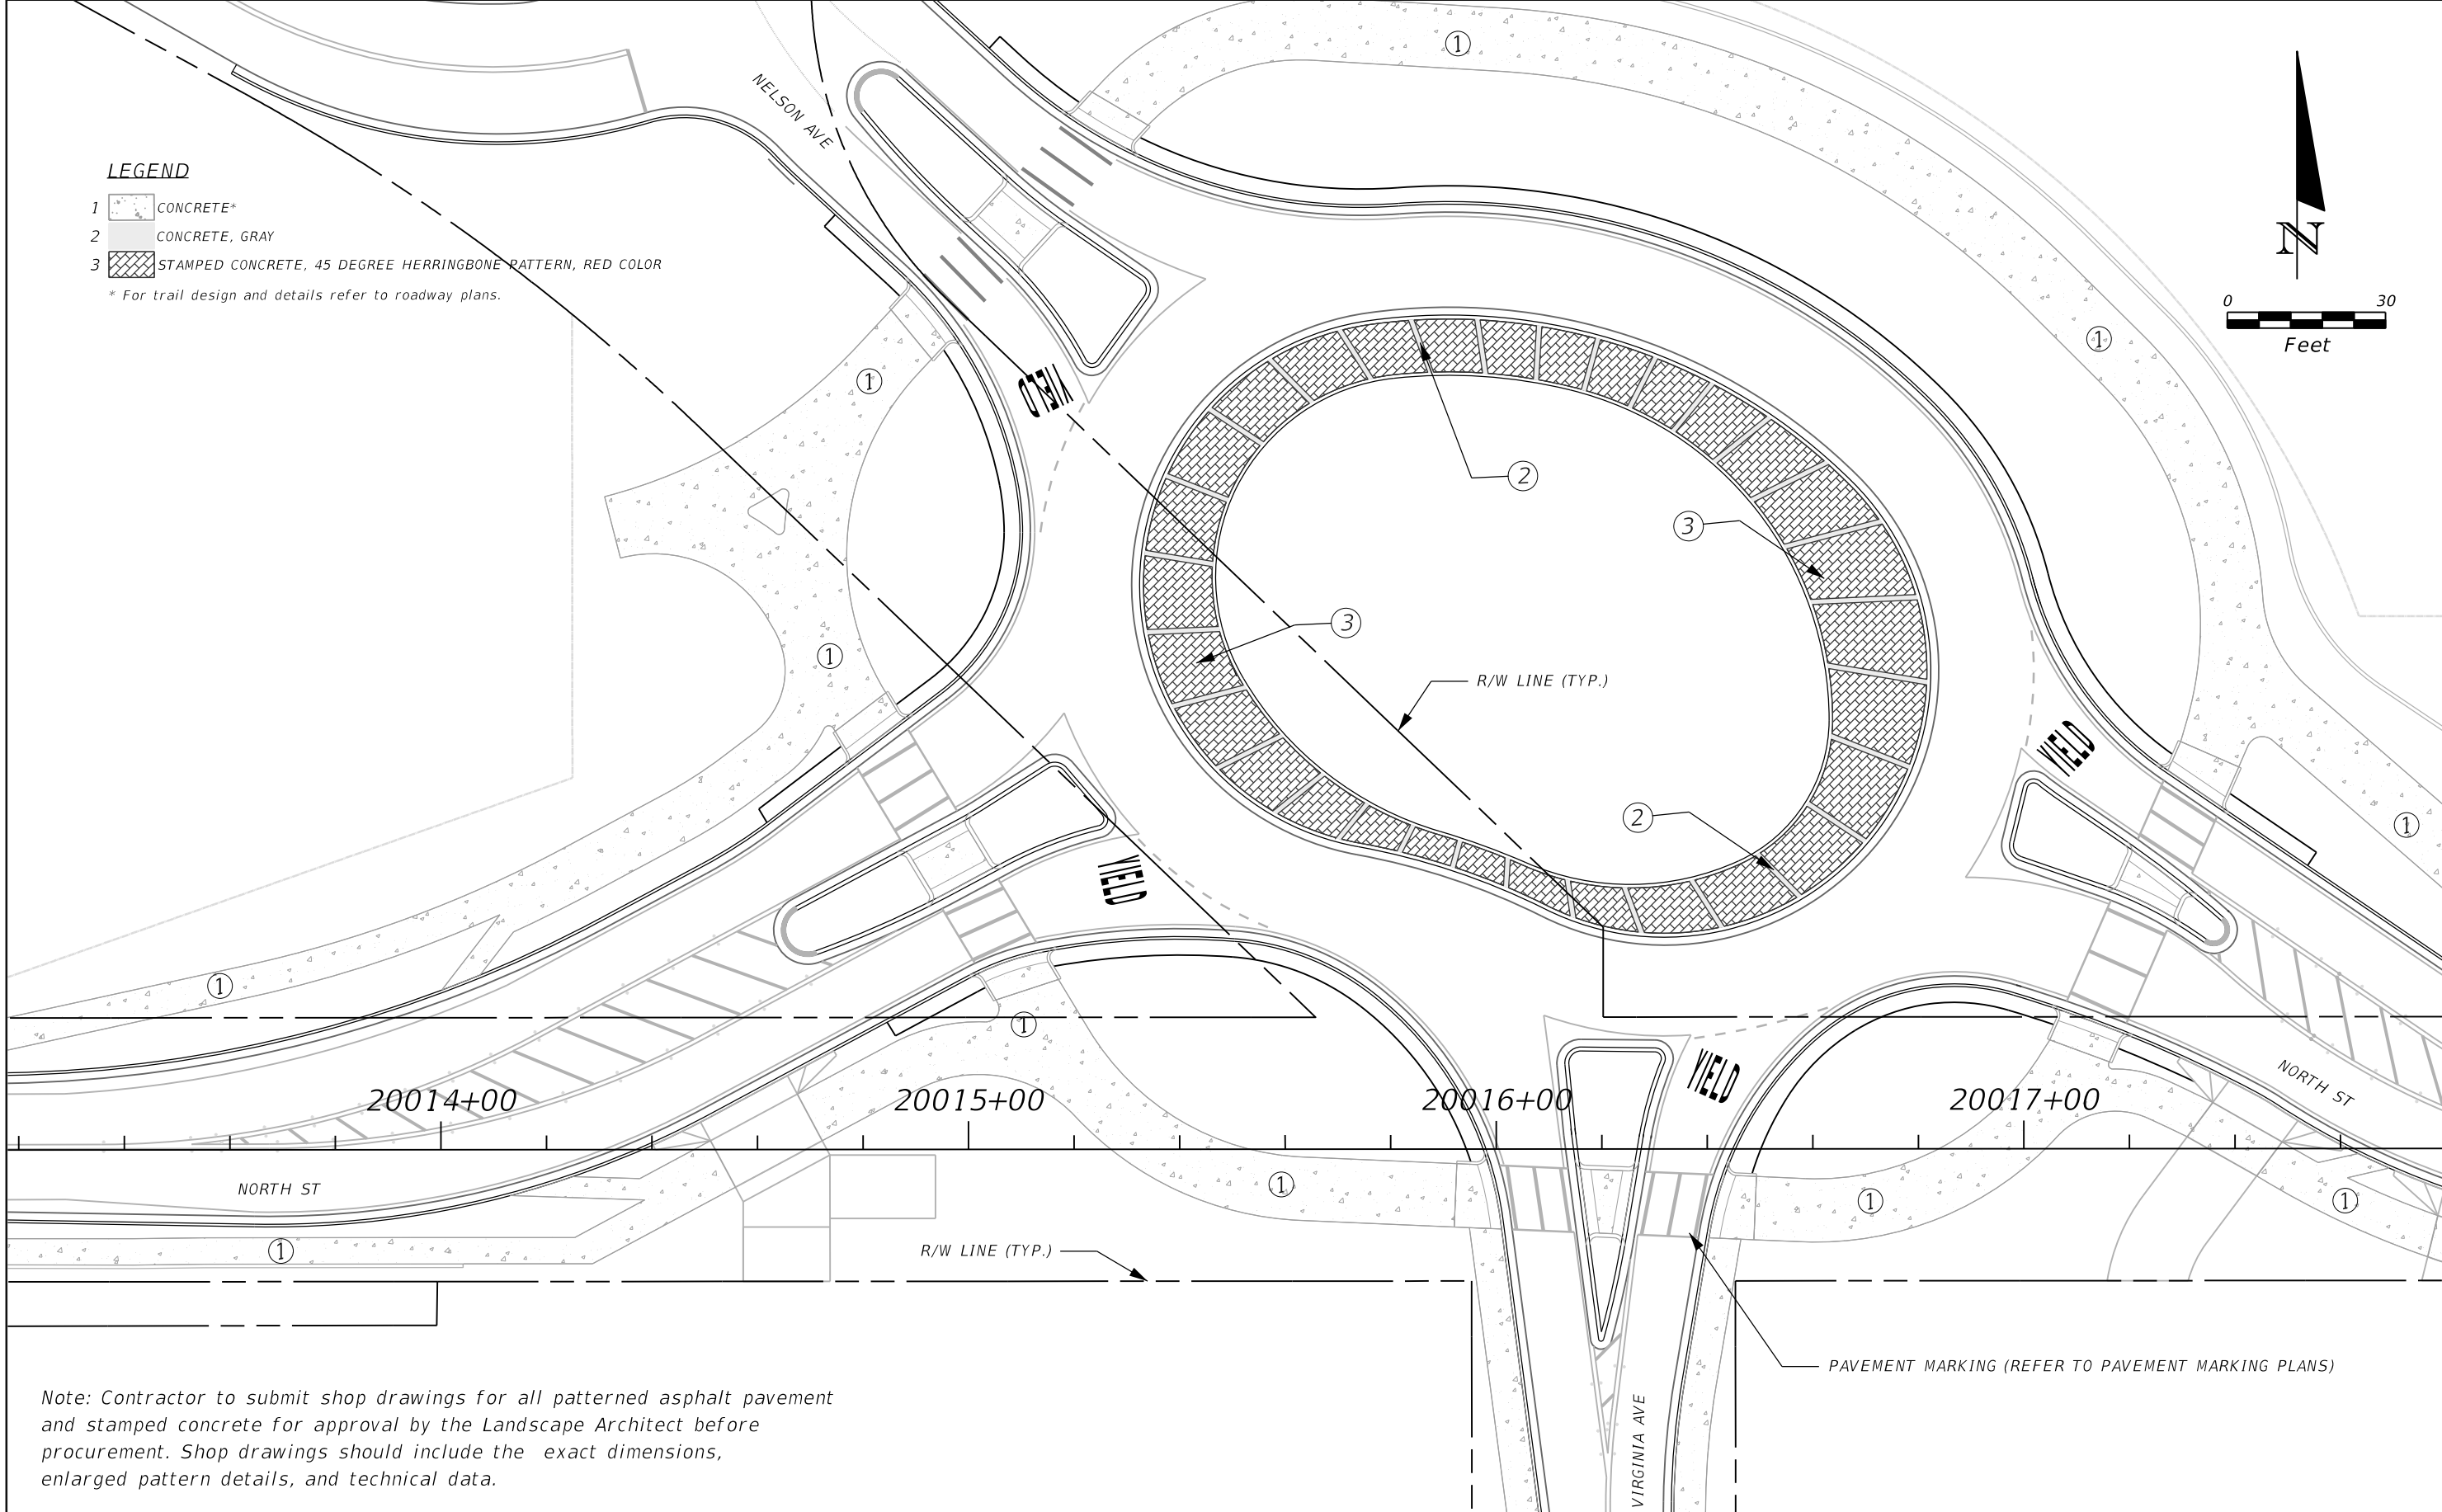 1
NELSON AVE
LEGEND
1 CONCRETE*
2 CONCRETE, GRAY
3 STAMPED CONCRETE, 45 DEGREE HERRINGBONE PATTERN, RED COLOR
* For trail design and details refer to roadway plans.
N
0 30
Feet
1
1
YIELD
2
3
3
1
R/W LINE (TYP.)
YIELD
2
1
YIELD
1
1
YIELD
20014+00 20015+00 20016+00 20017+00
NORTH ST
NORTH ST
1
1
1
1
R/W LINE (TYP.)
PAVEMENT MARKING (REFER TO PAVEMENT MARKING PLANS)
VIRGINIA AVE
Note: Contractor to submit shop drawings for all patterned asphalt pavement
and stamped concrete for approval by the Landscape Architect before
procurement. Shop drawings should include the exact dimensions,
enlarged pattern details, and technical data.